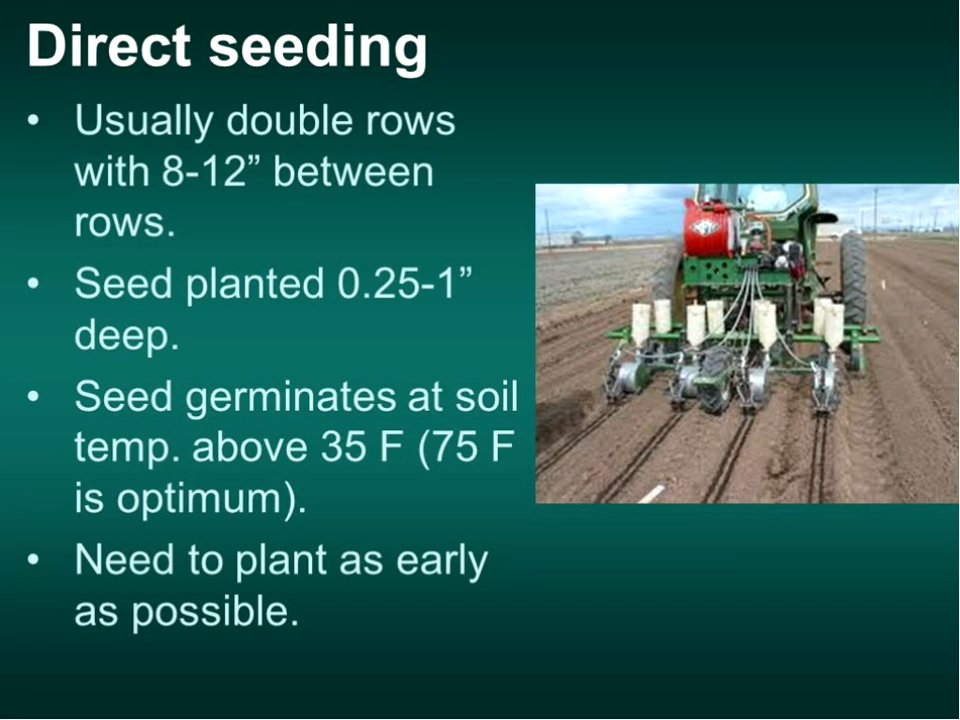 Direct seeding
• Usually double rows
with 8-12” between
rows.
• Seed planted 0.25-1”
deep.
• Seed germinates at soil
temp. above 35 F (75 F
is optimum).
• Need to plant as early
as possible.